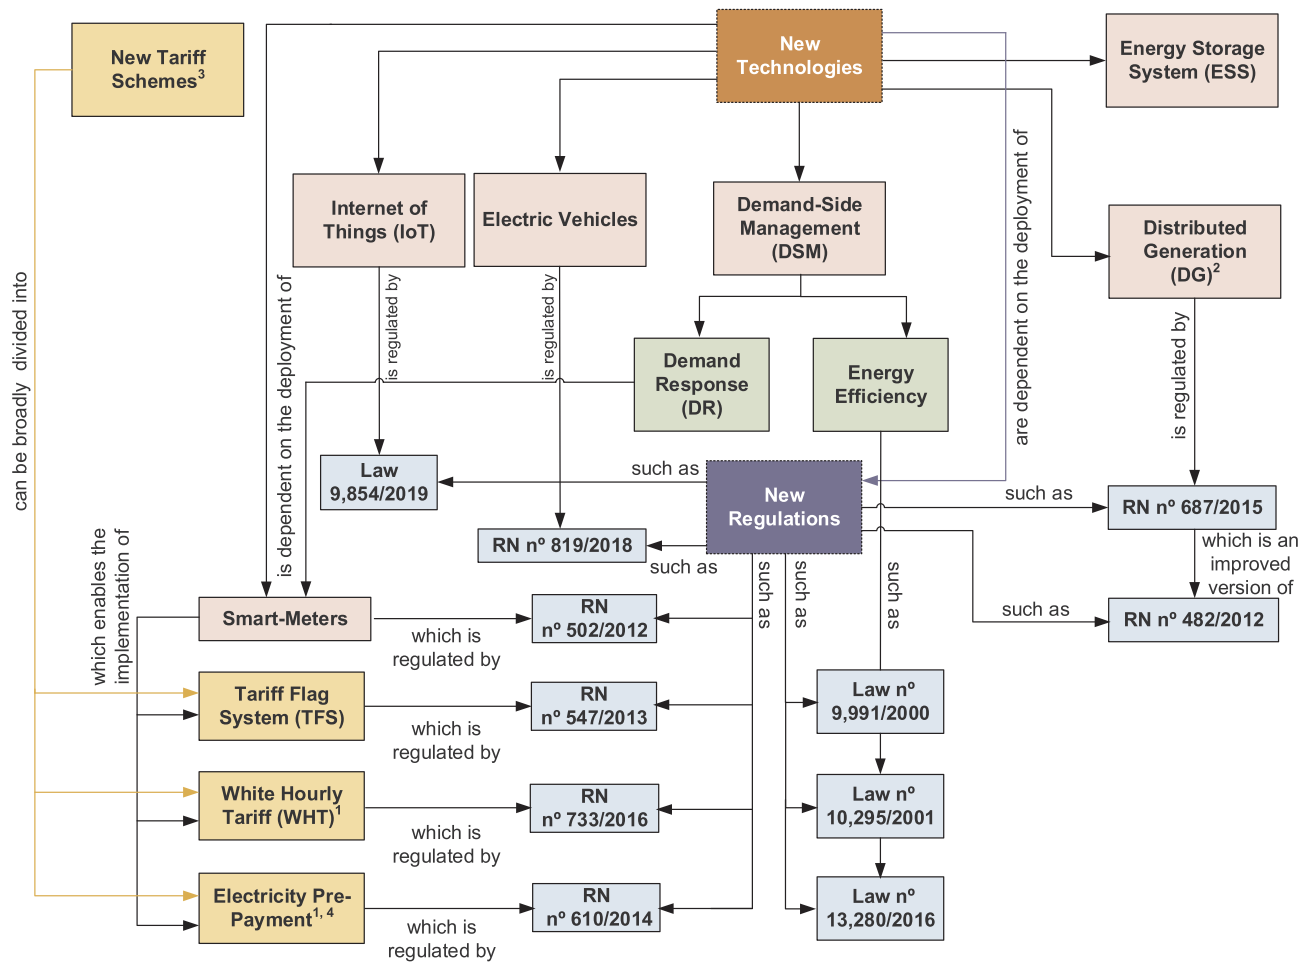 New Tariff
Schemes3
New
Technologies
Energy Storage
System (ESS)
are dependent on the deployment of
Internet of
Things (IoT)
Electric Vehicles
Demand-Side
Management
(DSM)
Distributed
Generation
(DG)2
can be broadly divided into
is dependent on the deployment of
is regulated by
is regulated by
is regulated by
Demand
Response
(DR)
Energy
Efficiency
Law
9,854/2019
such as
New
Regulations
such as
RN nº 687/2015
RN nº 819/2018
such as
which is an
improved
version of
which enables the
implementation of
such as
such as
such as
such as
RN nº 482/2012
Smart-Meters
which is
regulated by
RN
nº 502/2012
Tariff Flag
System (TFS)
which is
regulated by
RN
nº 547/2013
Law nº
9,991/2000
White Hourly
Tariff (WHT)1
which is
regulated by
RN
nº 733/2016
Law nº
10,295/2001
Electricity Pre-
Payment1, 4
which is
regulated by
RN
nº 610/2014
Law nº
13,280/2016